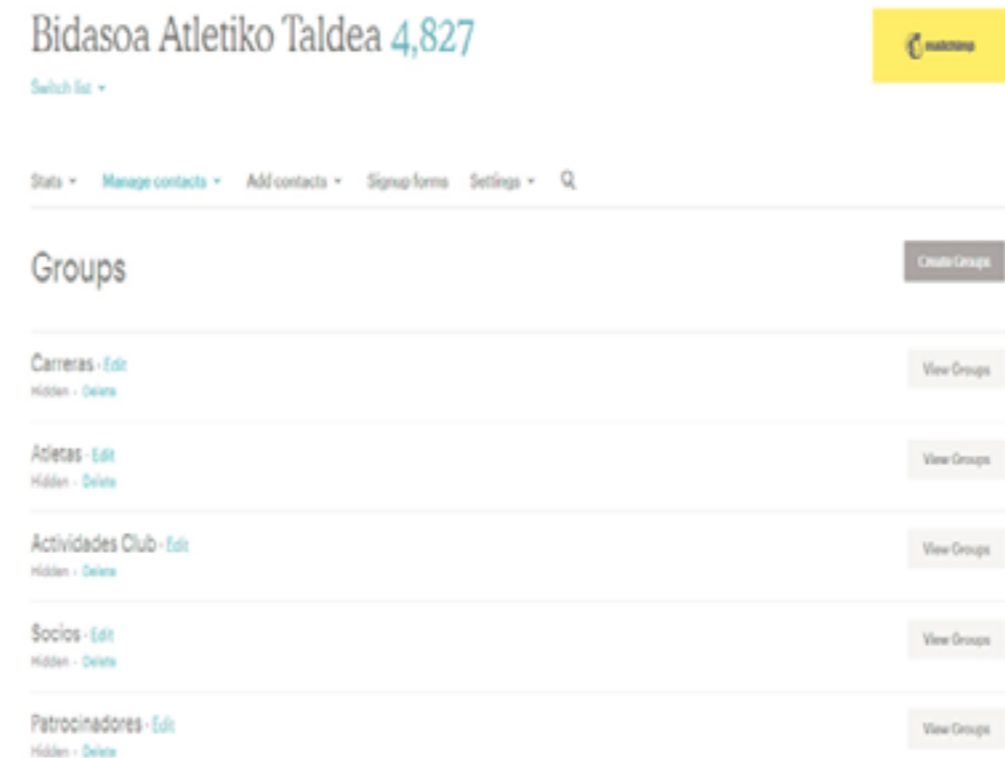 Bidasoa Atletiko Taldea 4,827
mailchimp
Switch list
Stats Manage contacts Add contacts Signup forms Settings
Groups
Create Groups
Carreras · Edit
View Groups
Hidden · Delete
Atletas · Edit
View Groups
Hidden · Delete
Actividades Club · Edit
View Groups
Hidden · Delete
Socios · Edit
View Groups
Hidden · Delete
Patrocinadores · Edit
View Groups
Hidden · Delete